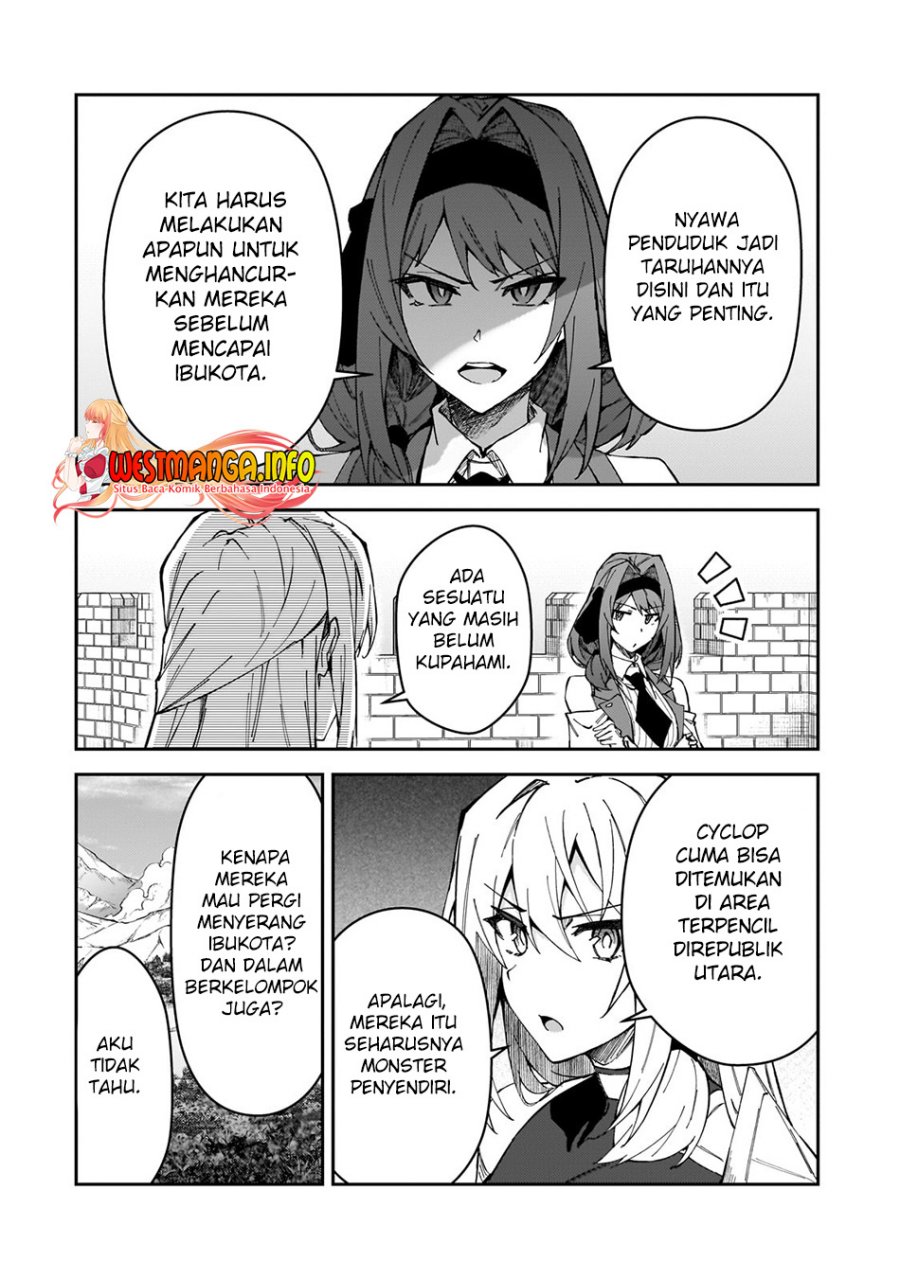 NYAWA
PENDUDUK JADI
TARUHANNYA
DISINI DAN ITU
YANG PENTING.
KITA HARUS
MELAKUKAN
APAPUN UNTUK
MENGHANCUR-
KAN MEREKA
SEBELUM
MENCAPAI
IBUKOTA.
WESTMANGA.INFO
Situs Baca Komik Berbahasa Indonesia
ADA
SESUATU
YANG MASIH
BELUM
KUPAHAMI.
CYCLOP
CUMA BISA
DITEMUKAN
DI AREA
TERPENCIL
DIREPUBLIK
UTARA.
APALAGI,
MEREKA ITU
SEHARUSNYA
MONSTER
PENYENDIRI.
KENAPA
MEREKA
MAU PERGI
MENYERANG
IBUKOTA?
DAN DALAM
BERKELOMPOK
JUGA?
AKU
TIDAK
TAHU.